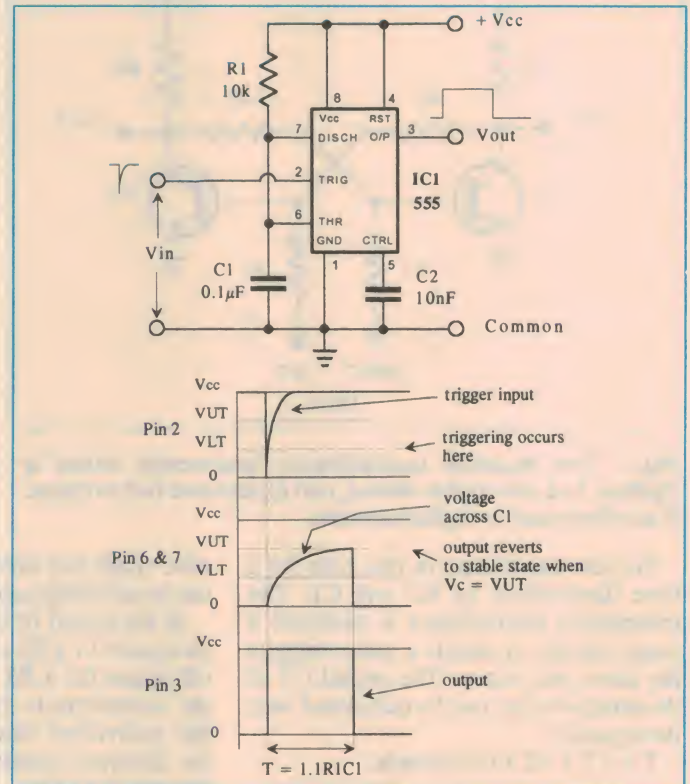 + Vcc
R1
10k
8
4
Vcc
RST
7
DISCH
O/P
3
Vout
2
TRIG
IC1
555
6
THR
Vin
GND
CTRL
C1
0.1µF
1
5
C2
10nF
Common
Vcc
trigger input
VUT
Pin 2
VLT
triggering occurs
here
0
Vcc
voltage
across C1
VUT
Pin 6 & 7
output reverts
to stable state when
Vc = VUT
VLT
0
Vcc
Pin 3
output
0
T = 1.1R1C1